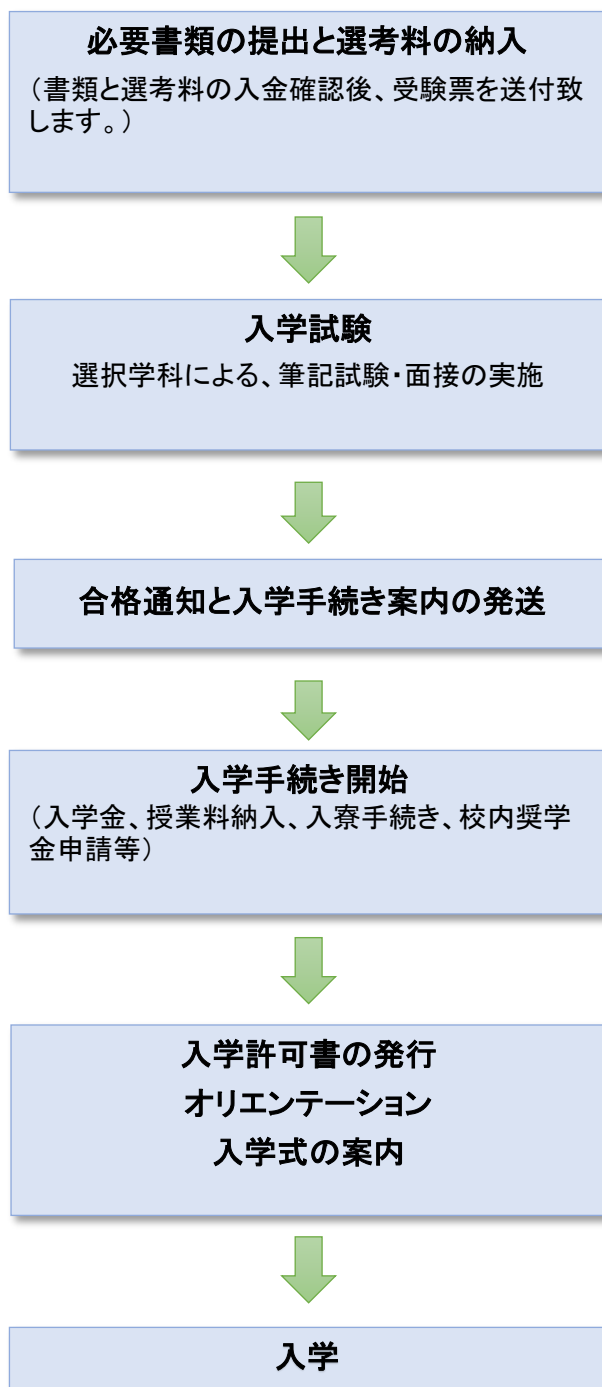 必要書類の提出と選考料の納入
（書類と選考料の入金確認後、受験票を送付致
します。）
入学試験
選択学科による、筆記試験・面接の実施
合格通知と入学手続き案内の発送
入学手続き開始
（入学金、授業料納入、入寮手続き、校内奨学
金申請等）
入学許可書の発行
オリエンテーション
入学式の案内
入学